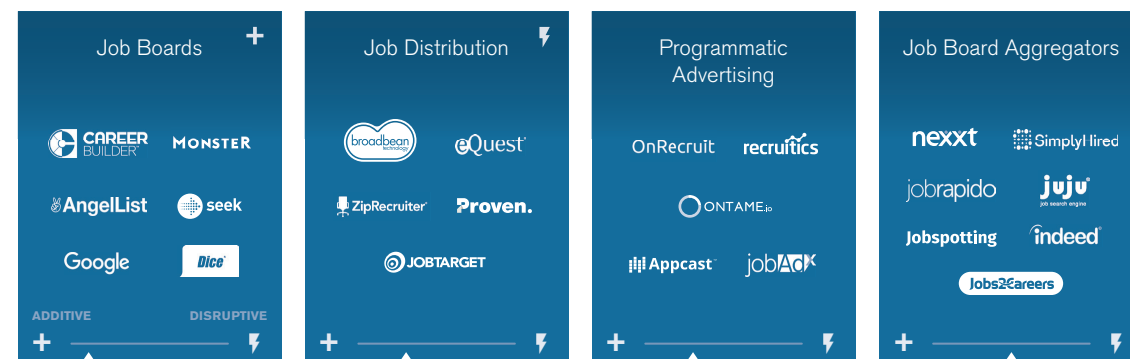 Job Boards
CAREER
BUILDER
MONSTER
AngelList
seek
Google
Dice
ADDITIVE
DISRUPTIVE
Job Distribution
broadbean
technology
eQuest
ZipRecruiter
Proven.
JOBTARGET
Programmatic
Advertising
OnRecruit
recruitics
ONTAME.io
Appcast
jobAdX
Job Board Aggregators
nexxt
SimplyHired
jobrapido
juju
job search engine
Jobspotting
indeed
Jobs2Careers